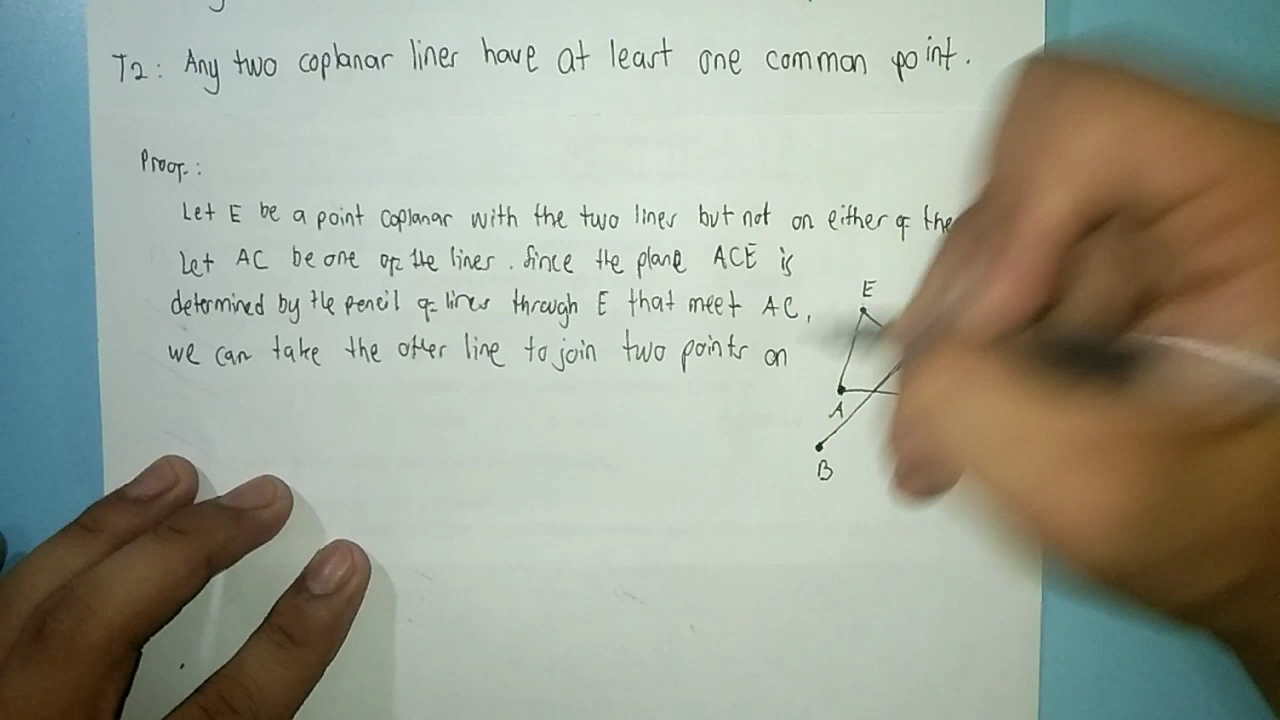 T2: Any two coplanar lines have at least one common point.
Proof:
Let E be a point coplanar with the two lines but not on either of the
Let AC be one of the lines. Since the plane ACE is
determined by the pencil of lines through E that meet AC,
we can take the other line to join two points on
E
A
B